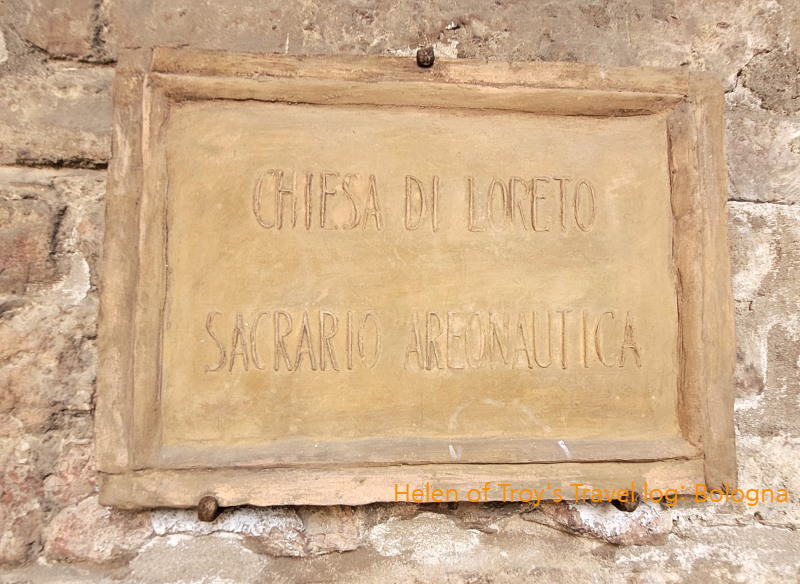 CHIESA DI LORETO
SACRARIO AREONAUTICA
Helen of Troy's Travel log: Bologna